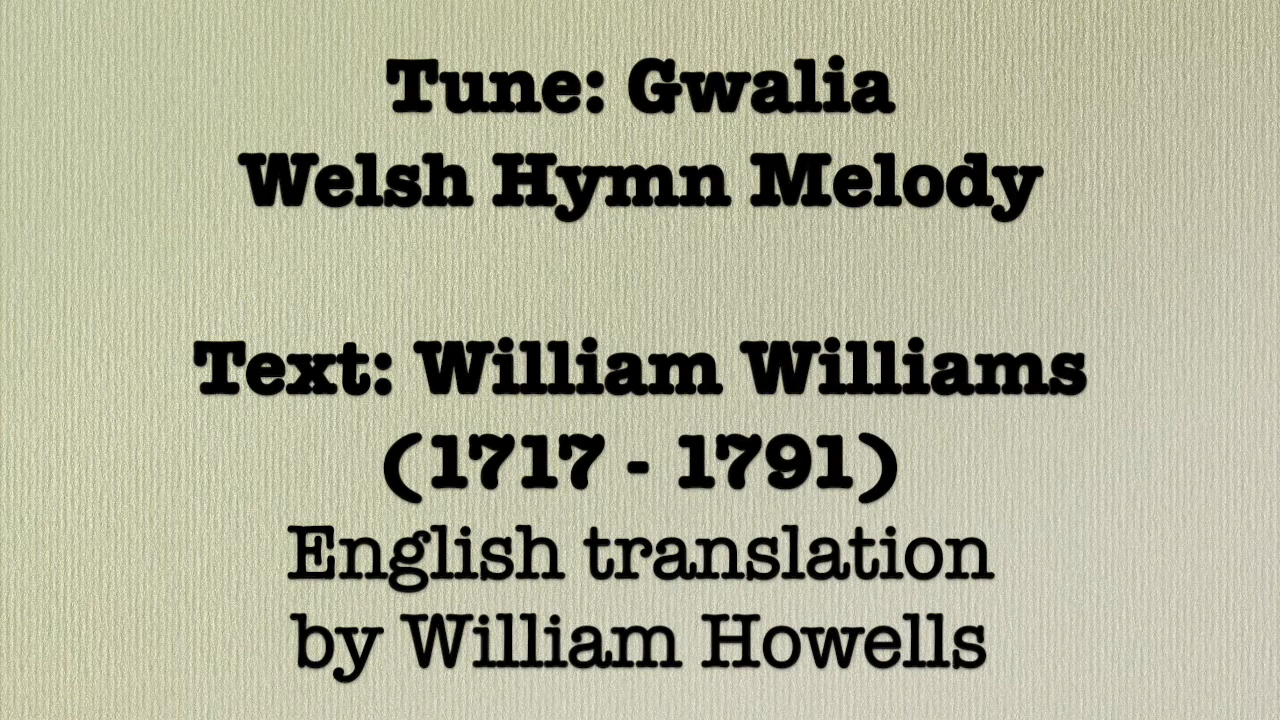 Tune: Gwalia
Welsh Hymn Melody
Text: William Williams
(1717 - 1791)
English translation
by William Howells